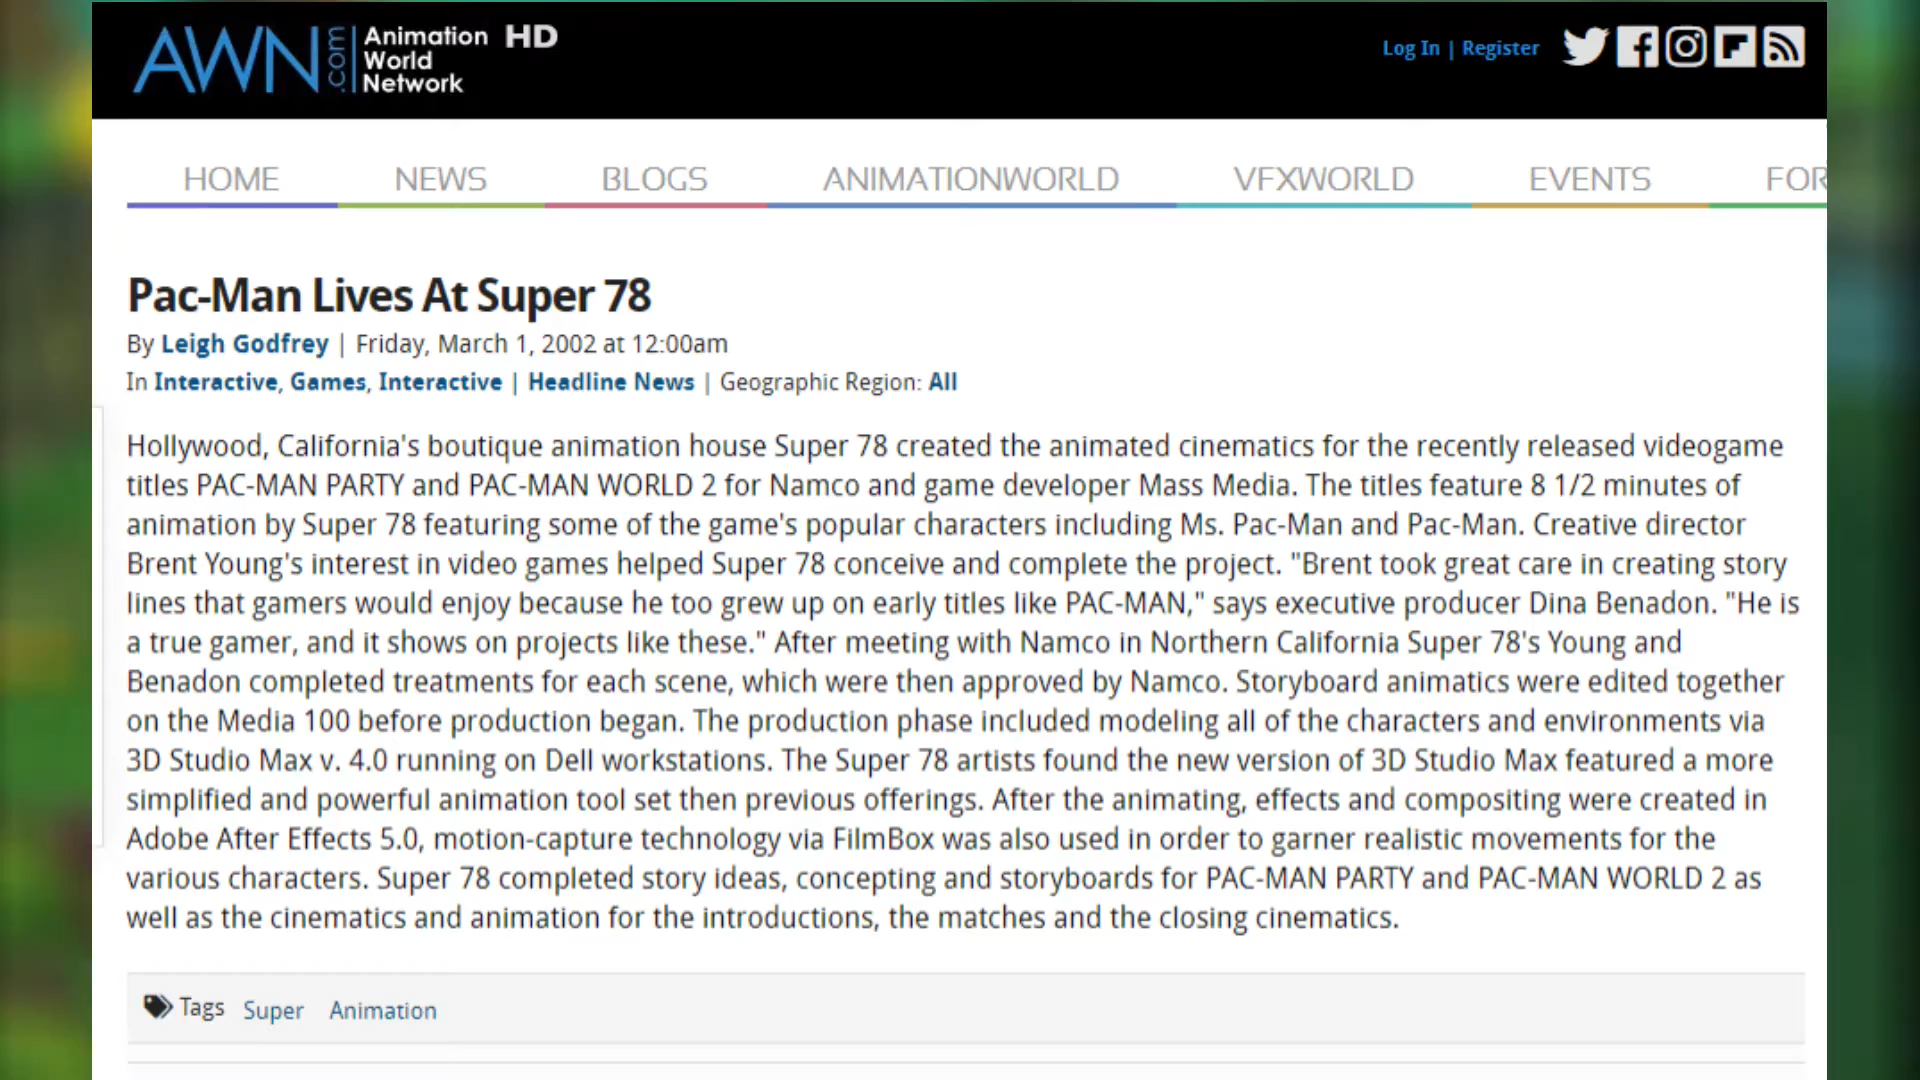 AWN.com Animation World Network HD
Log In | Register
HOME NEWS BLOGS ANIMATIONWORLD VFXWORLD EVENTS FOR
Pac-Man Lives At Super 78
By Leigh Godfrey | Friday, March 1, 2002 at 12:00am
In Interactive, Games, Interactive | Headline News | Geographic Region: All
Hollywood, California's boutique animation house Super 78 created the animated cinematics for the recently released videogame
titles PAC-MAN PARTY and PAC-MAN WORLD 2 for Namco and game developer Mass Media. The titles feature 8 1/2 minutes of
animation by Super 78 featuring some of the game's popular characters including Ms. Pac-Man and Pac-Man. Creative director
Brent Young's interest in video games helped Super 78 conceive and complete the project. "Brent took great care in creating story
lines that gamers would enjoy because he too grew up on early titles like PAC-MAN," says executive producer Dina Benadon. "He is
a true gamer, and it shows on projects like these." After meeting with Namco in Northern California Super 78's Young and
Benadon completed treatments for each scene, which were then approved by Namco. Storyboard animatics were edited together
on the Media 100 before production began. The production phase included modeling all of the characters and environments via
3D Studio Max v. 4.0 running on Dell workstations. The Super 78 artists found the new version of 3D Studio Max featured a more
simplified and powerful animation tool set then previous offerings. After the animating, effects and compositing were created in
Adobe After Effects 5.0, motion-capture technology via FilmBox was also used in order to garner realistic movements for the
various characters. Super 78 completed story ideas, concepting and storyboards for PAC-MAN PARTY and PAC-MAN WORLD 2 as
well as the cinematics and animation for the introductions, the matches and the closing cinematics.
Tags Super Animation